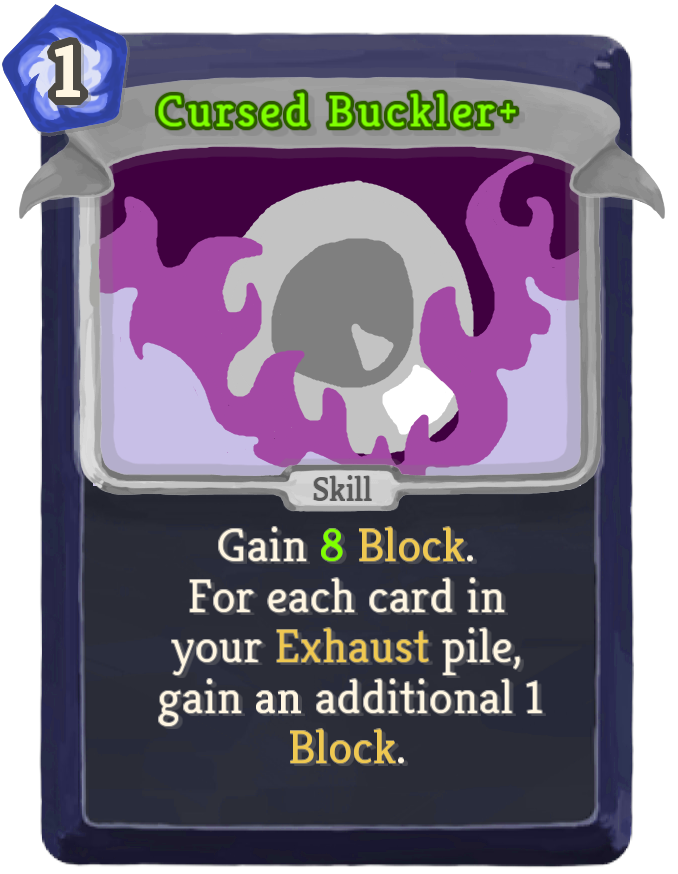 1
Cursed Buckler+
Skill
Gain 8 Block.
For each card in
your Exhaust pile,
gain an additional 1
Block.